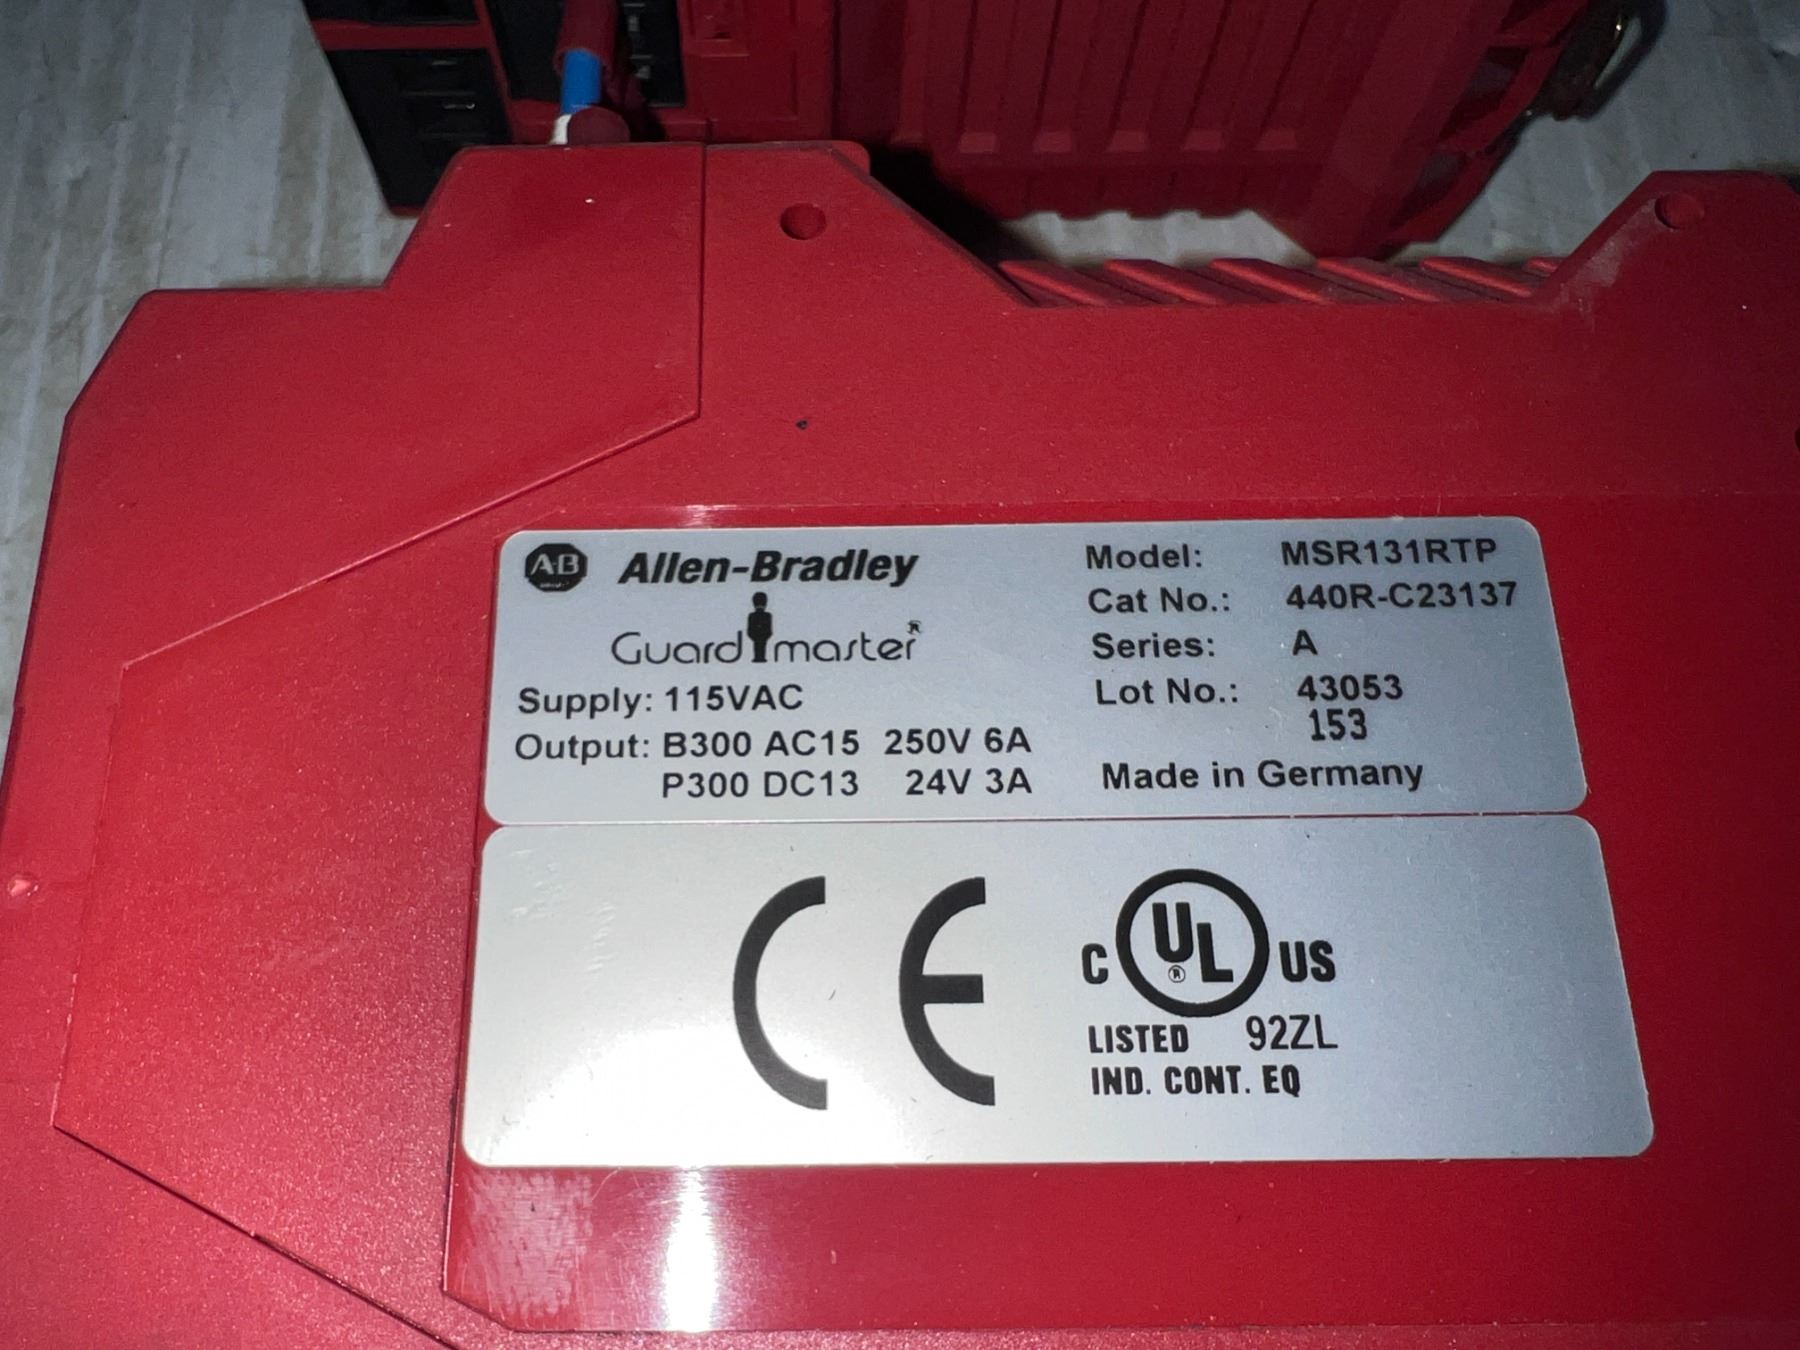 A-B Allen-Bradley
Guardmaster®
Supply: 115VAC
Output: B300 AC15 250V 6A
P300 DC13 24V 3A
Model: MSR131RTP
Cat No.: 440R-C23137
Series: A
Lot No.: 43053
153
Made in Germany
CE
C UL® US
LISTED 92ZL
IND. CONT. EQ